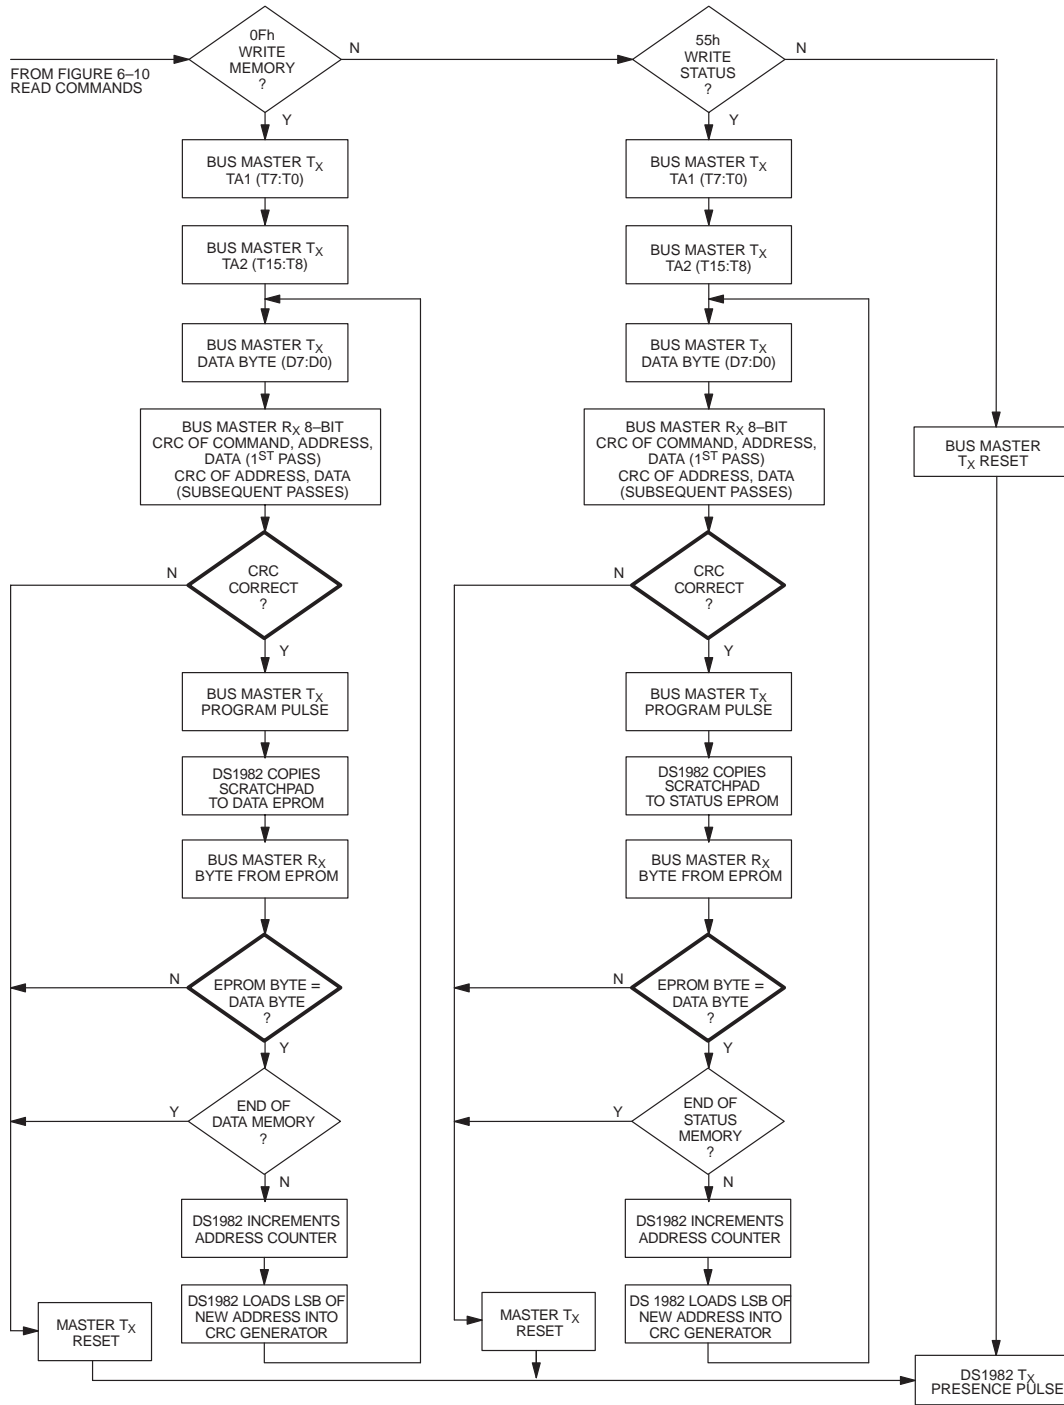 0Fh
WRITE
MEMORY
?
N
55h
WRITE
STATUS
?
N
FROM FIGURE 6–10
READ COMMANDS
Y
Y
BUS MASTER TX
TA1 (T7:T0)
BUS MASTER TX
TA1 (T7:T0)
BUS MASTER TX
TA2 (T15:T8)
BUS MASTER TX
TA2 (T15:T8)
BUS MASTER TX
DATA BYTE (D7:D0)
BUS MASTER TX
DATA BYTE (D7:D0)
BUS MASTER RX 8–BIT
CRC OF COMMAND, ADDRESS,
DATA (1ST PASS)
CRC OF ADDRESS, DATA
(SUBSEQUENT PASSES)
BUS MASTER RX 8–BIT
CRC OF COMMAND, ADDRESS,
DATA (1ST PASS)
CRC OF ADDRESS, DATA
(SUBSEQUENT PASSES)
BUS MASTER
TX RESET
N
CRC
CORRECT
?
N
CRC
CORRECT
?
Y
Y
BUS MASTER TX
PROGRAM PULSE
BUS MASTER TX
PROGRAM PULSE
DS1982 COPIES
SCRATCHPAD
TO DATA EPROM
DS1982 COPIES
SCRATCHPAD
TO STATUS EPROM
BUS MASTER RX
BYTE FROM EPROM
BUS MASTER RX
BYTE FROM EPROM
N
EPROM BYTE =
DATA BYTE
?
N
EPROM BYTE =
DATA BYTE
?
Y
Y
Y
END OF
DATA MEMORY
?
Y
END OF
STATUS
MEMORY
?
N
N
DS1982 INCREMENTS
ADDRESS COUNTER
DS1982 INCREMENTS
ADDRESS COUNTER
MASTER TX
RESET
DS1982 LOADS LSB OF
NEW ADDRESS INTO
CRC GENERATOR
MASTER TX
RESET
DS 1982 LOADS LSB OF
NEW ADDRESS INTO
CRC GENERATOR
DS1982 TX
PRESENCE PULSE